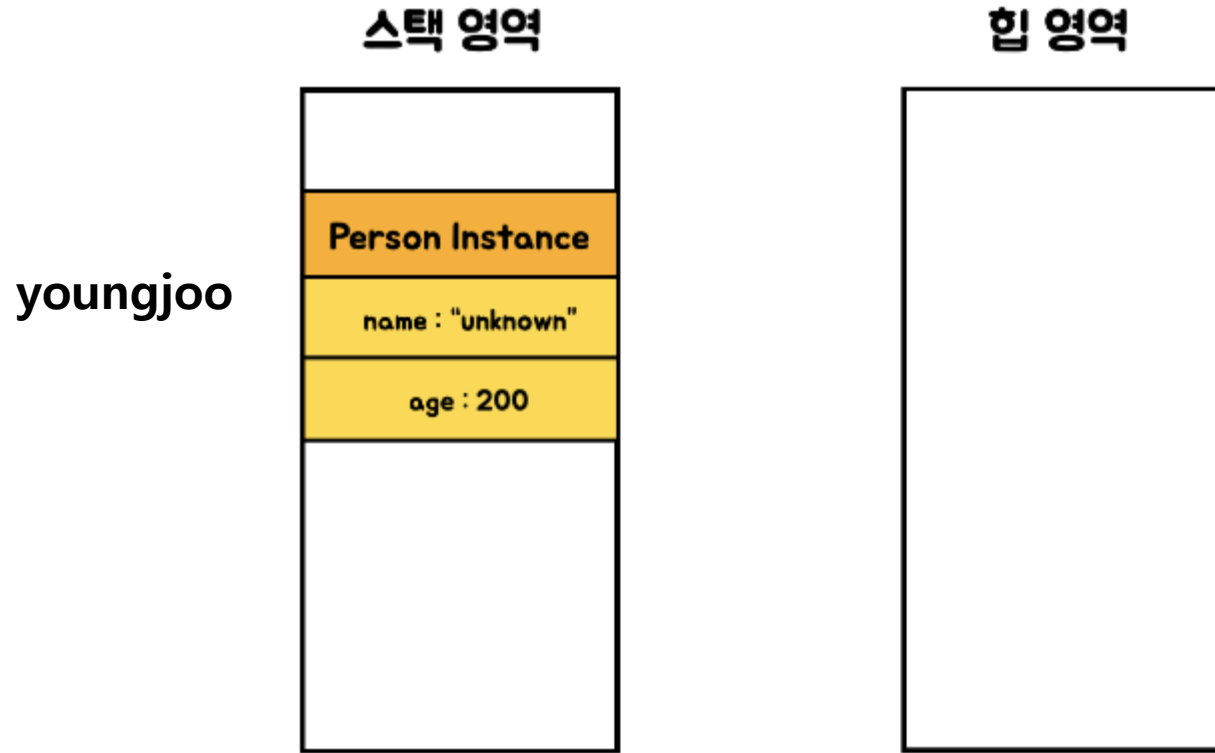 스택 영역
힙 영역
Person Instance
youngjoo
name : “unknown”
age : 200